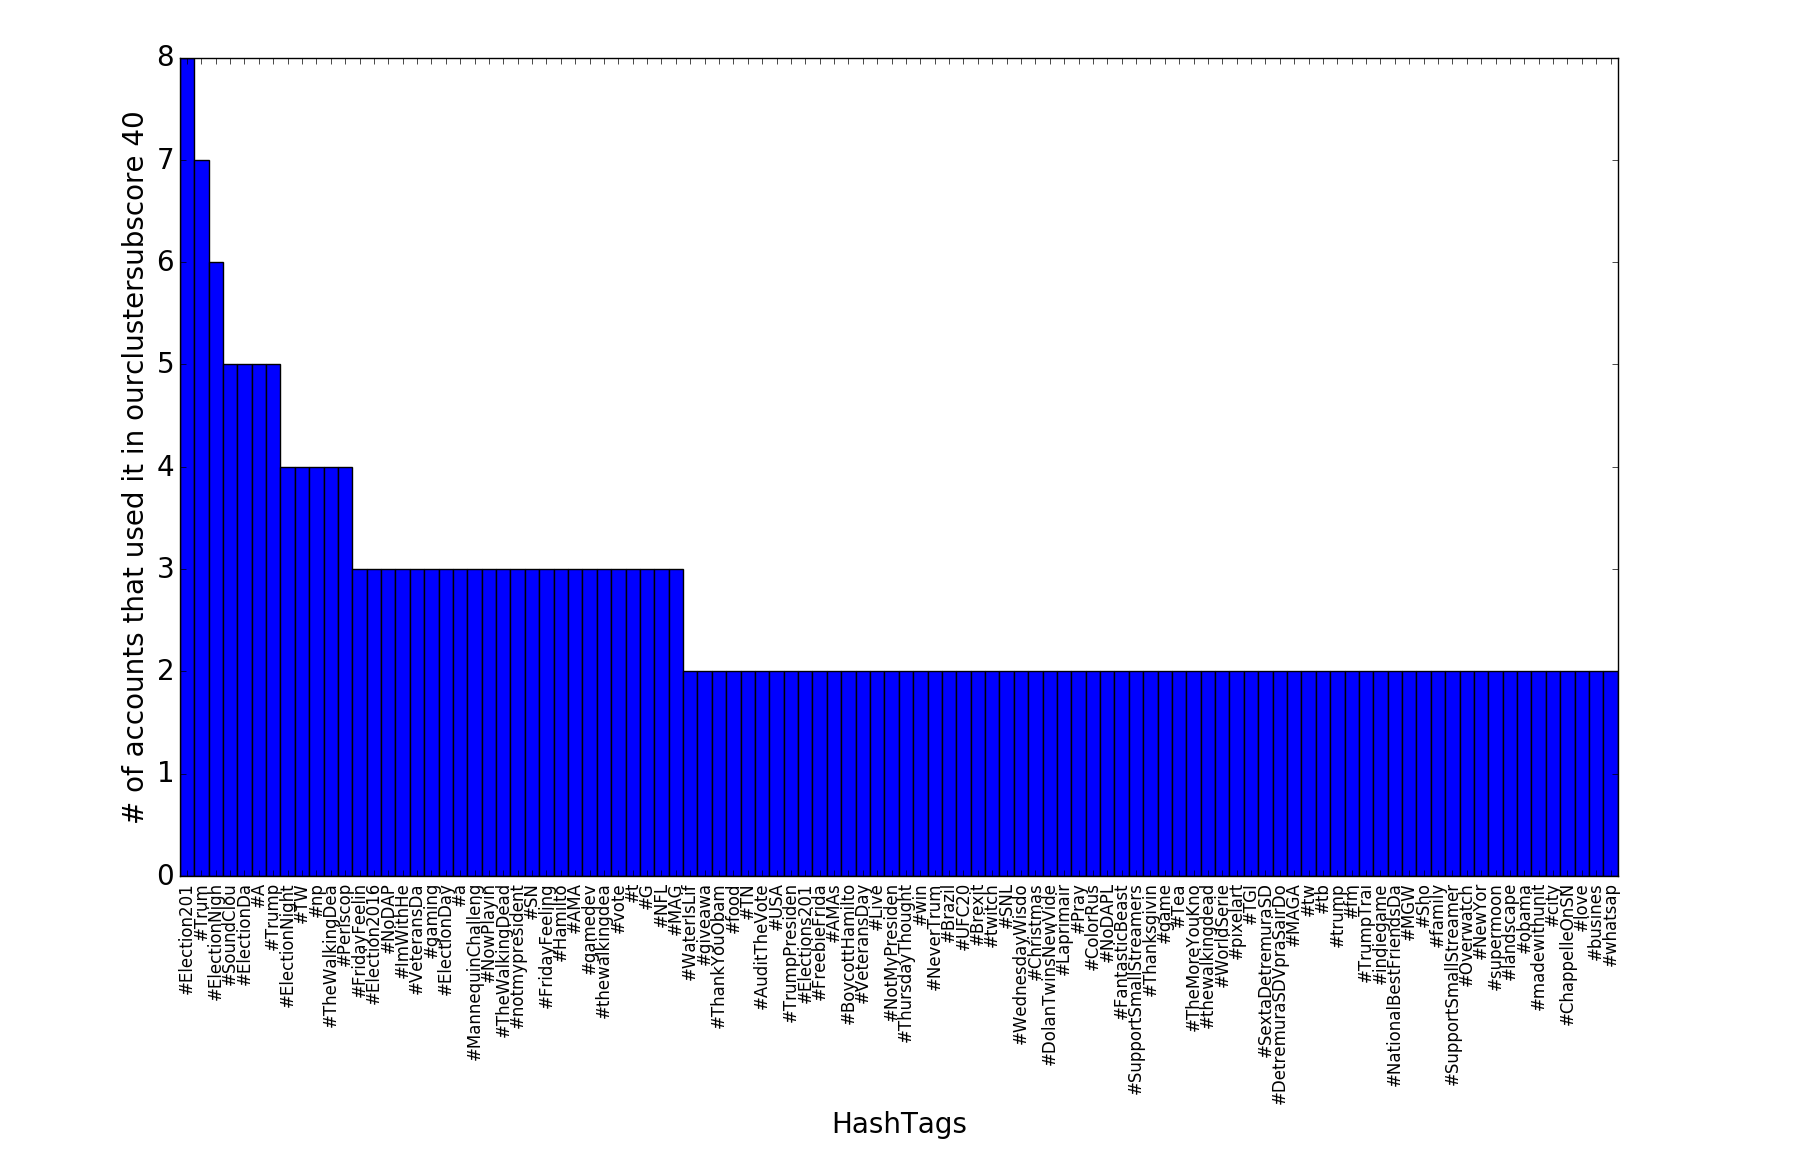 # of accounts that used it in ourclustersubscore 40
8
7
6
5
4
3
2
1
0
#Election201
#Trum
#ElectionNigh
#SoundClou
#ElectionDa
#A
#Trump
#ElectionNight
#TW
#np
#TheWalkingDea
#Periscop
#FridayFeelin
#Election2016
#NoDAP
#ImWithHe
#VeteransDa
#gaming
#ElectionDay
#a
#MannequinChalleng
#NowPlayin
#TheWalkingDead
#notmypresident
#SN
#FridayFeeling
#Hamilto
#AMA
#gamedev
#thewalkingdea
#vote
#t
#G
#NFL
#MAG
#WaterIsLif
#giveawa
#ThankYouObam
#food
#TN
#AuditTheVote
#USA
#TrumpPresiden
#Elections201
#FreebieFrida
#AMAs
#BoycottHamilto
#VeteransDay
#Live
#NotMyPresiden
#ThursdayThought
#win
#NeverTrum
#Brazil
#UFC20
#Brexit
#twitch
#SNL
#WednesdayWisdo
#Christmas
#DolanTwinsNewVide
#Laprimair
#Pray
#ColorRus
#NoDAPL
#FantasticBeast
#SupportSmallStreamers
#Thanksgivin
#game
#Tea
#TheMoreYouKno
#thewalkingdead
#WorldSerie
#pixelart
#TGI
#SextaDetremuraSD
#DetremuraSDVpraSairDo
#MAGA
#tw
#tb
#trump
#fm
#TrumpTrai
#indiegame
#NationalBestFriendsDa
#MGW
#Sho
#family
#SupportSmallStreamer
#Overwatch
#NewYor
#supermoon
#landscape
#obama
#madewithunit
#city
#ChappelleOnSN
#love
#busines
#whatsap
HashTags